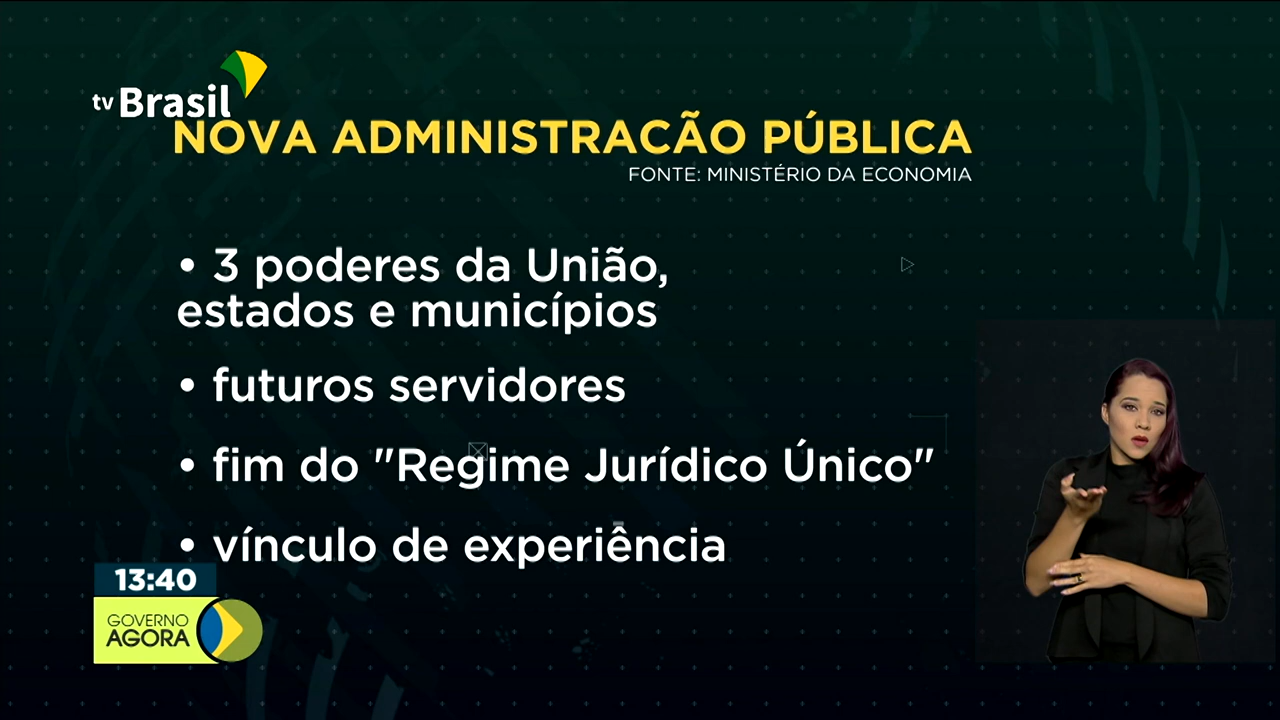 tv Brasil
NOVA ADMINISTRAÇÃO PÚBLICA
FONTE: MINISTÉRIO DA ECONOMIA
• 3 poderes da União,
estados e municípios
• futuros servidores
• fim do "Regime Jurídico Único"
• vínculo de experiência
13:40
GOVERNO
AGORA